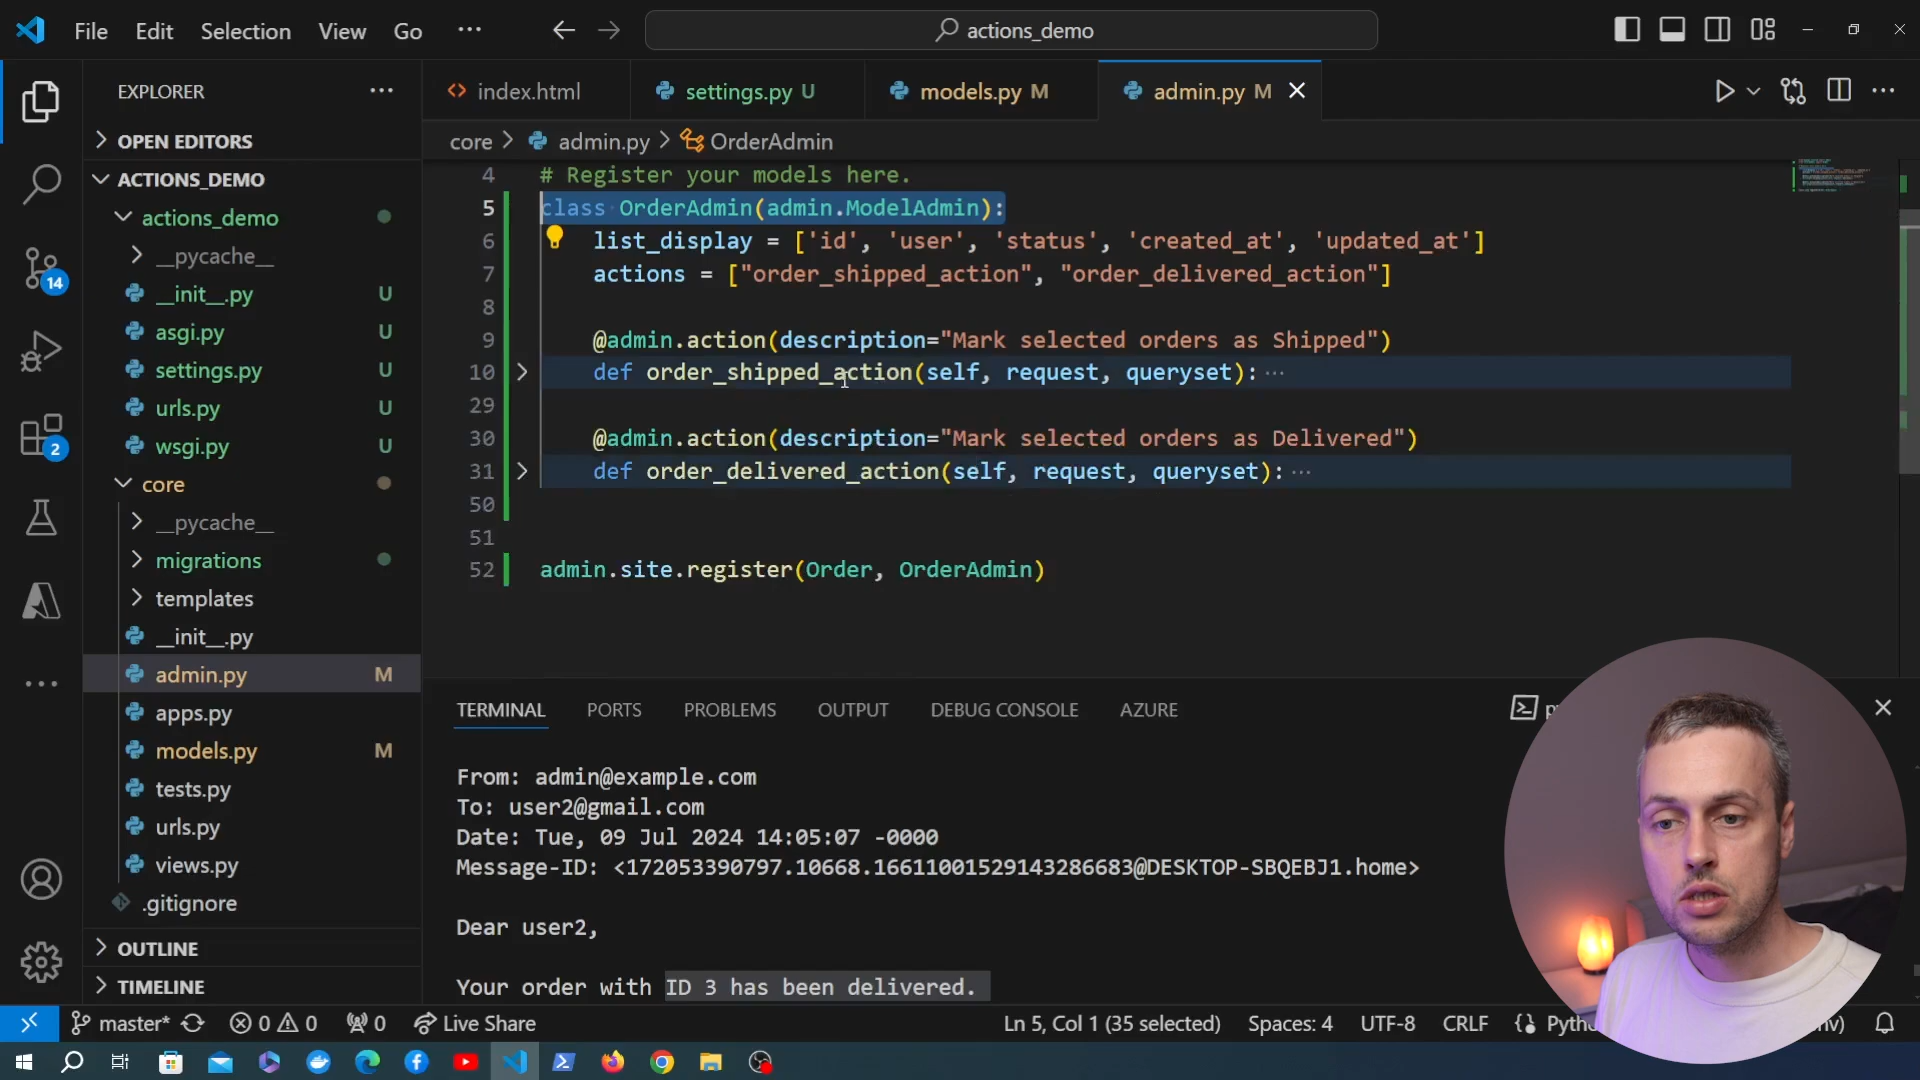 File Edit Selection View Go ···
actions_demo
EXPLORER ···
index.html
settings.py U
models.py M
admin.py M
core > admin.py > OrderAdmin
OPEN EDITORS
ACTIONS_DEMO
actions_demo
__pycache__
__init__.py U
asgi.py U
settings.py U
urls.py U
wsgi.py U
core
__pycache__
migrations
templates
__init__.py
admin.py M
apps.py
models.py M
tests.py
urls.py
views.py
.gitignore
OUTLINE
TIMELINE
14
2
4 # Register your models here.
5 class OrderAdmin(admin.ModelAdmin):
6 list_display = ['id', 'user', 'status', 'created_at', 'updated_at']
7 actions = ["order_shipped_action", "order_delivered_action"]
8
9 @admin.action(description="Mark selected orders as Shipped")
10 def order_shipped_action(self, request, queryset): ···
29
30 @admin.action(description="Mark selected orders as Delivered")
31 def order_delivered_action(self, request, queryset): ···
50
51
52 admin.site.register(Order, OrderAdmin)
TERMINAL PORTS PROBLEMS OUTPUT DEBUG CONSOLE AZURE
From: admin@example.com
To: user2@gmail.com
Date: Tue, 09 Jul 2024 14:05:07 -0000
Message-ID: <172053390797.10668.16611001529143286683@DESKTOP-SBQEBJ1.home>
Dear user2,
Your order with ID 3 has been delivered.
master* 0 0 0 Live Share
Ln 5, Col 1 (35 selected) Spaces: 4 UTF-8 CRLF